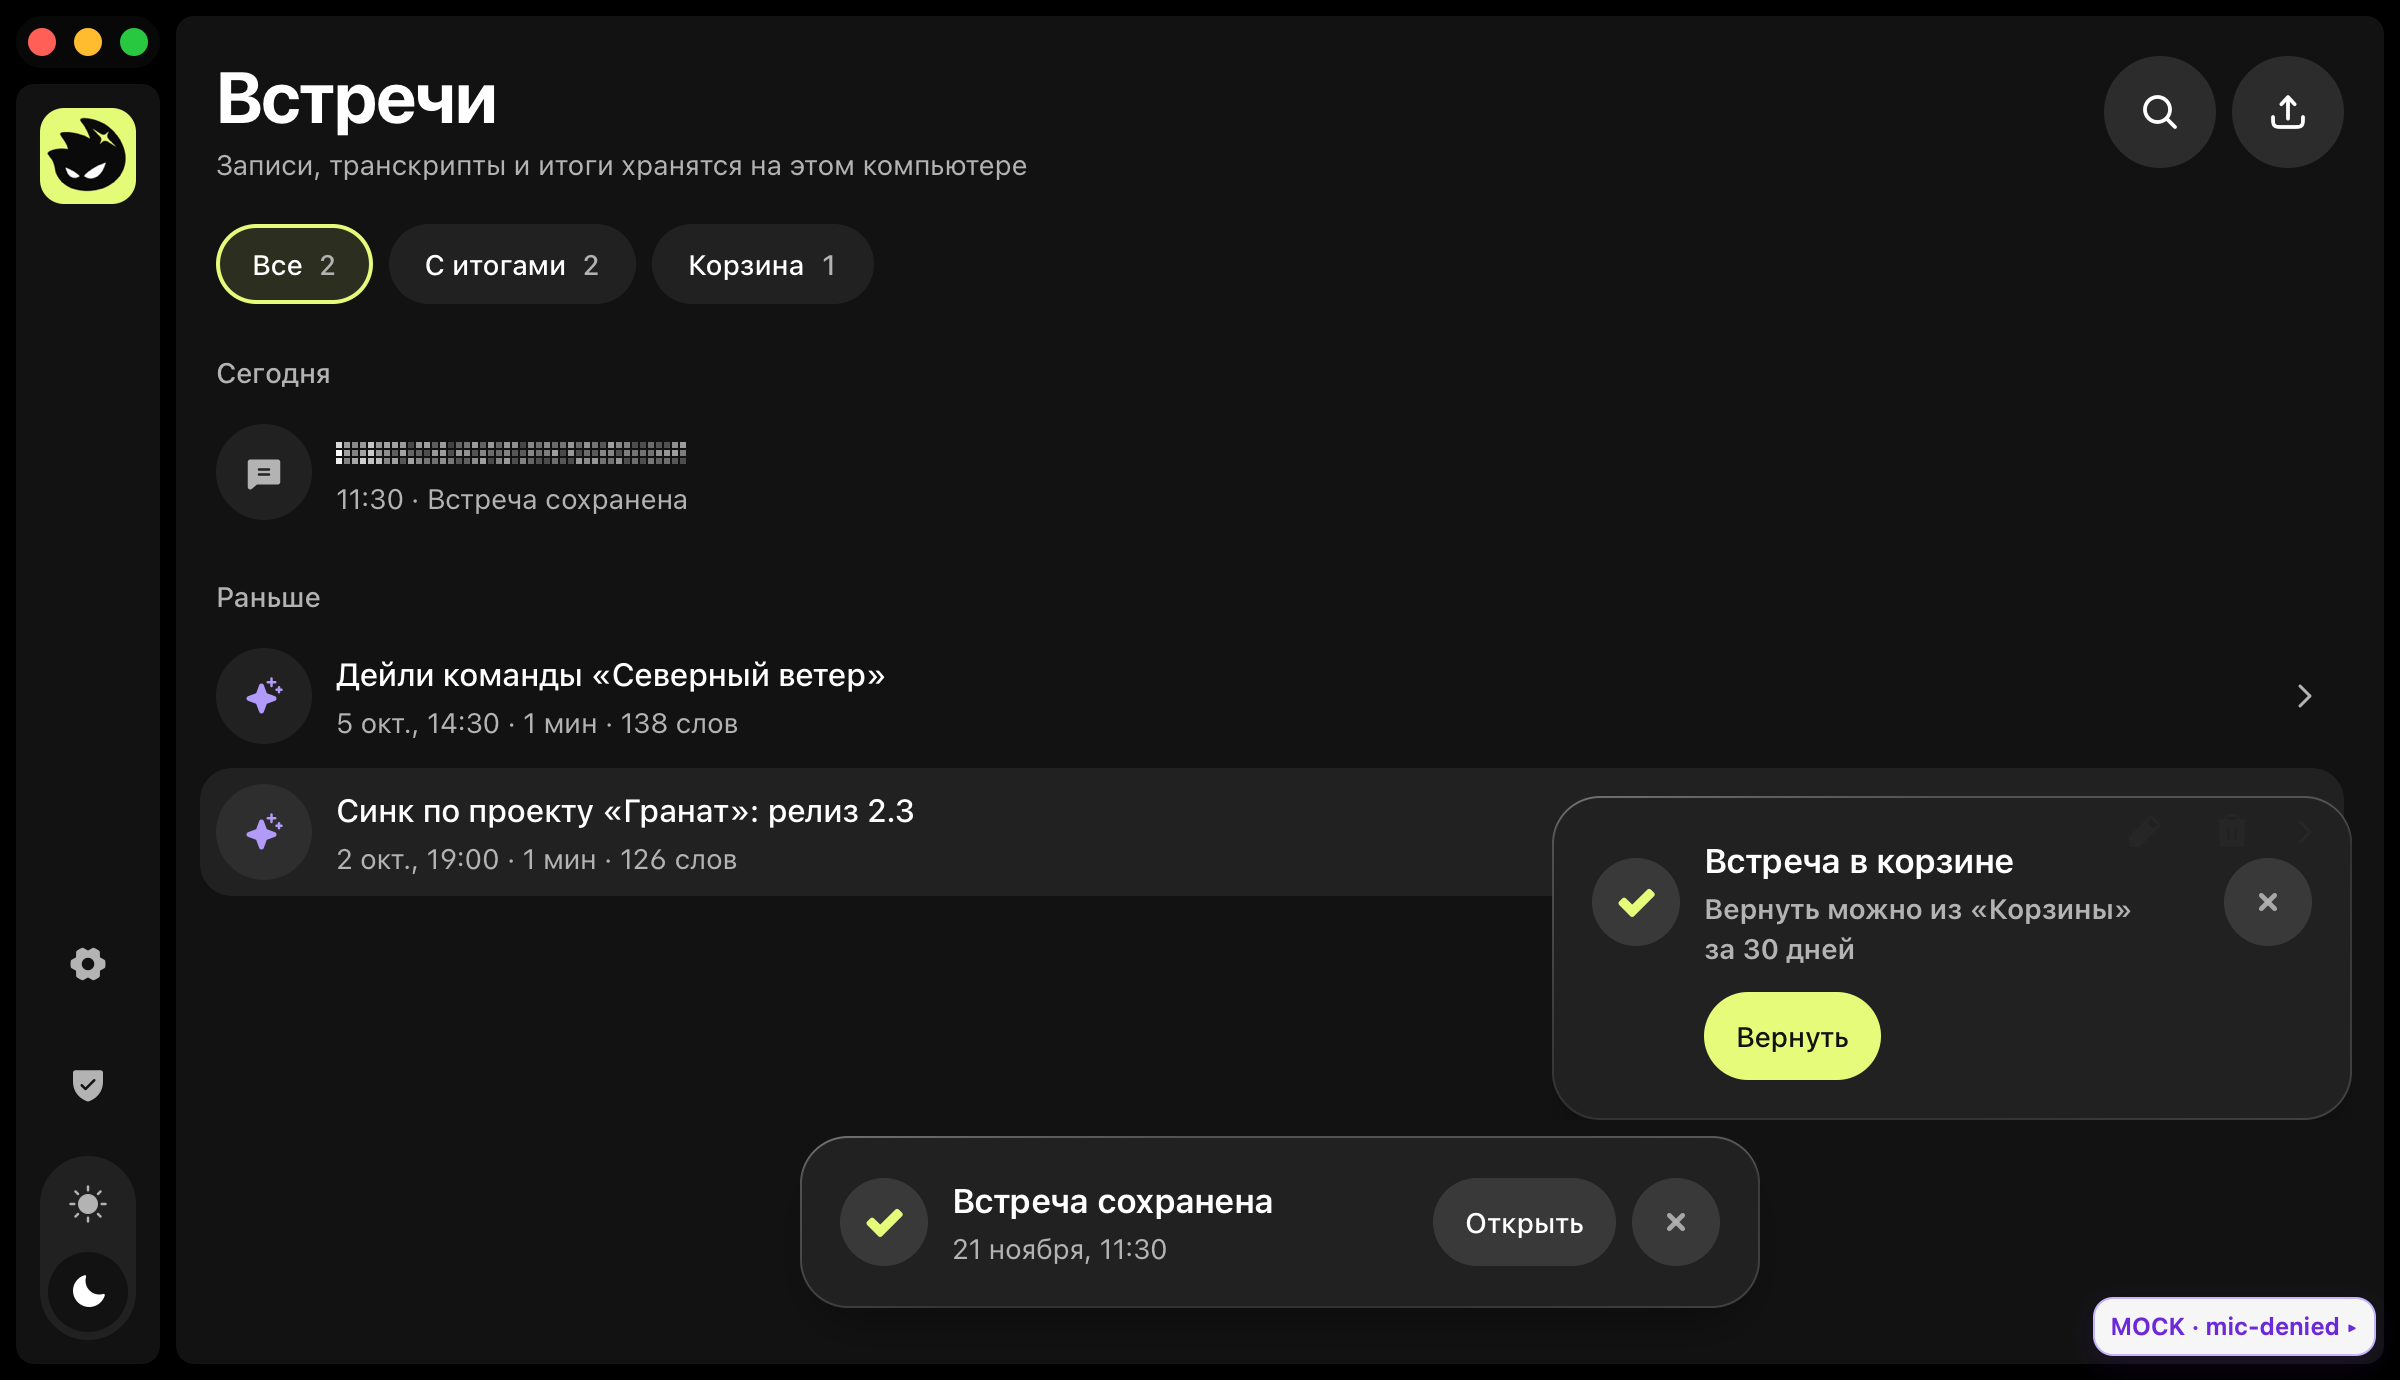 Встречи
Записи, транскрипты и итоги хранятся на этом компьютере
Все 2
С итогами 2
Корзина 1
Сегодня
11:30 · Встреча сохранена
Раньше
Дейли команды «Северный ветер»
5 окт., 14:30 · 1 мин · 138 слов
Синк по проекту «Гранат»: релиз 2.3
2 окт., 19:00 · 1 мин · 126 слов
Встреча в корзине
Вернуть можно из «Корзины»
за 30 дней
Вернуть
Встреча сохранена
21 ноября, 11:30
Открыть
MOCK · mic-denied ▸